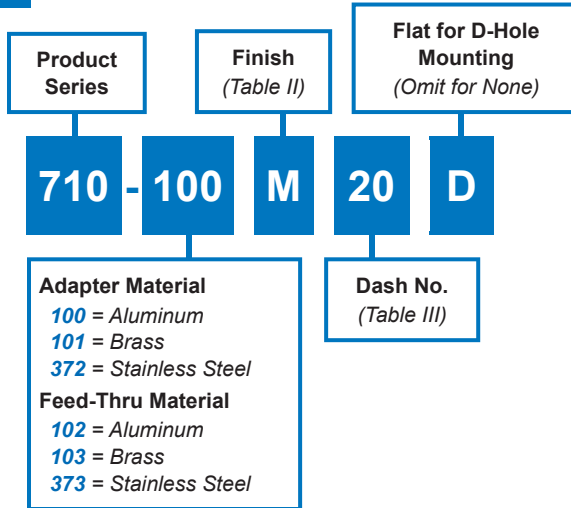 Product
Series
Finish
(Table II)
Flat for D-Hole
Mounting
(Omit for None)
710 - 100 M 20 D
Adapter Material
100 = Aluminum
101 = Brass
372 = Stainless Steel
Feed-Thru Material
102 = Aluminum
103 = Brass
373 = Stainless Steel
Dash No.
(Table III)